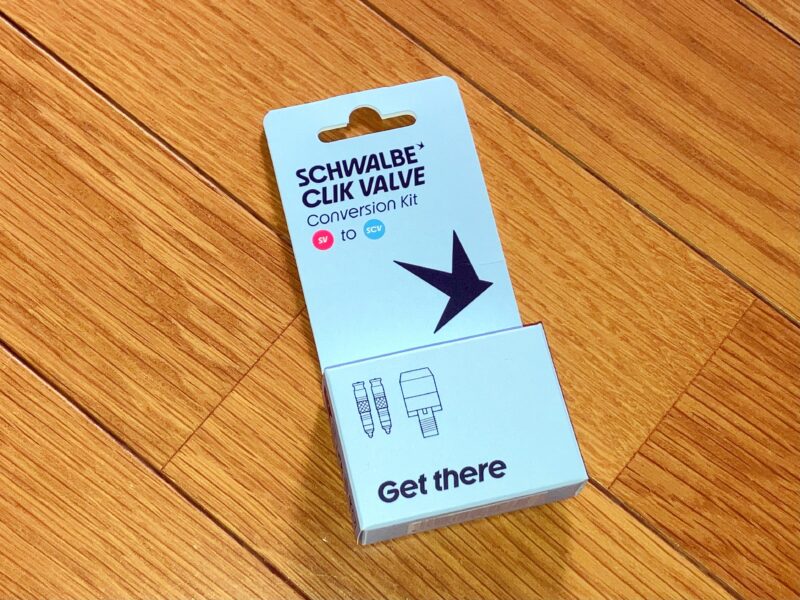 SCHWALBE
CLIK VALVE
Conversion Kit
SV to SCV
Get there